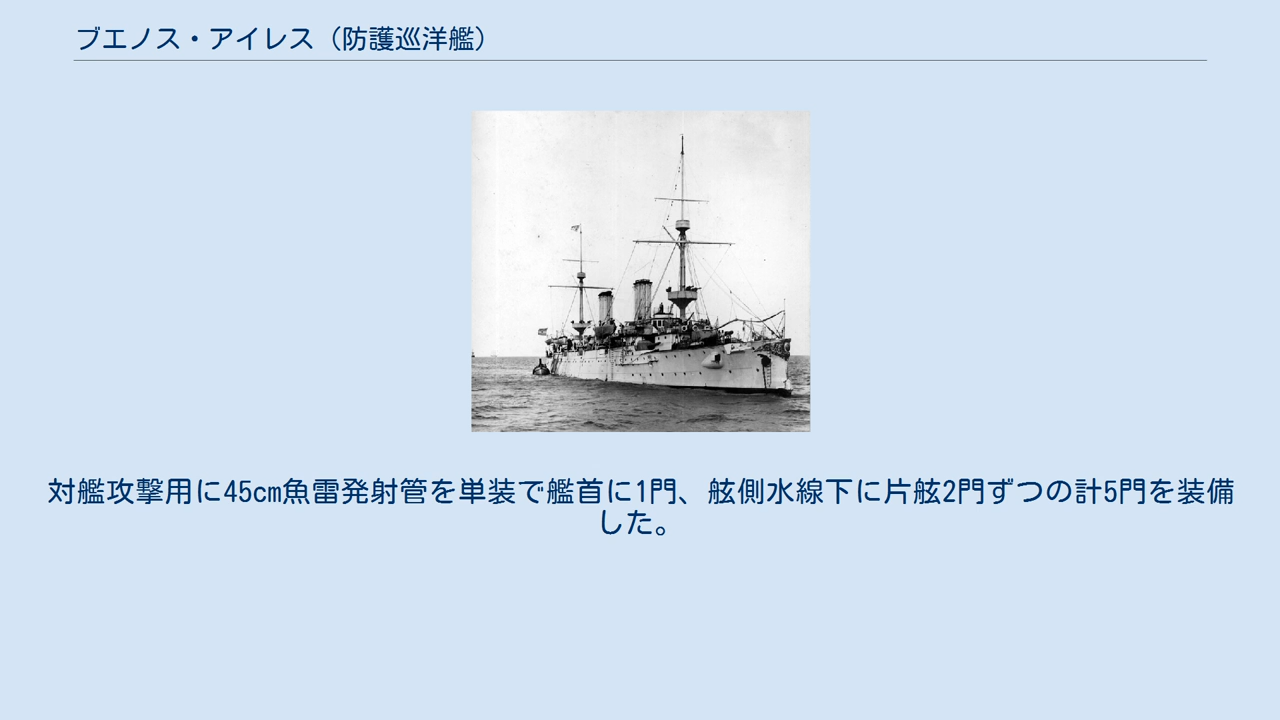 ブエノス・アイレス（防護巡洋艦）
対艦攻撃用に45cm魚雷発射管を単装で艦首に1門、舷側水線下に片舷2門ずつの計5門を装備
した。